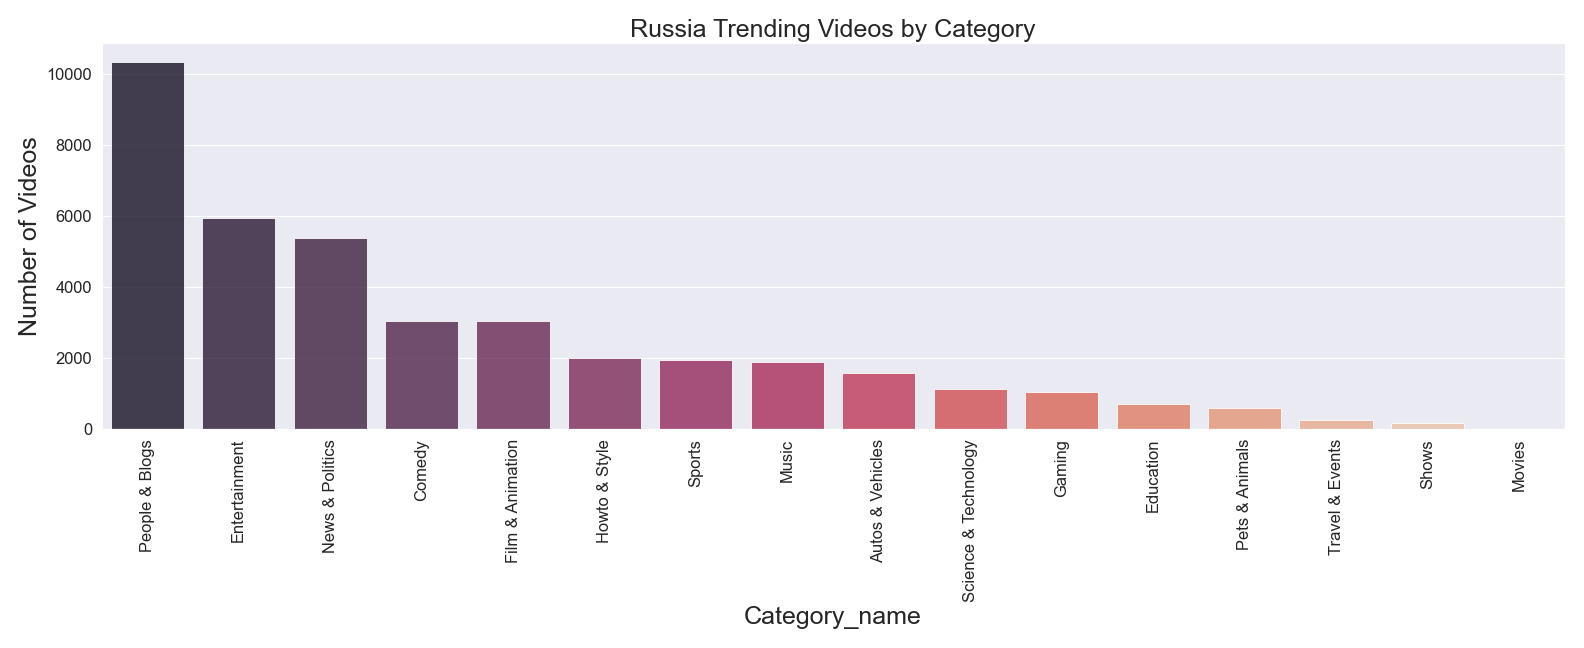 Russia Trending Videos by Category
Number of Videos
10000
8000
6000
4000
2000
0
People & Blogs
Entertainment
News & Politics
Comedy
Film & Animation
Howto & Style
Sports
Music
Autos & Vehicles
Science & Technology
Gaming
Education
Pets & Animals
Travel & Events
Shows
Movies
Category_name